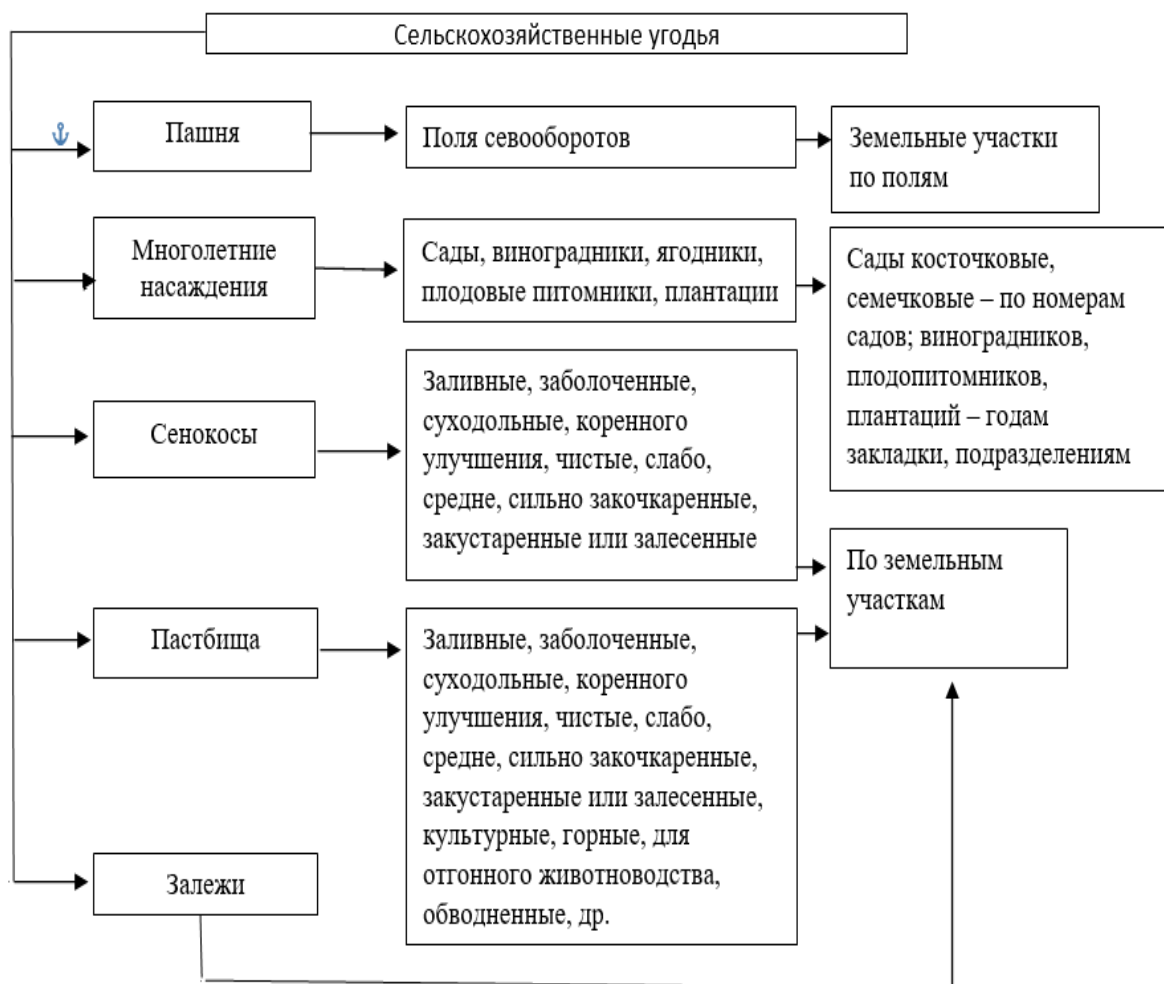 Сельскохозяйственные угодья
Пашня
Поля севооборотов
Земельные участки
по полям
Многолетние
насаждения
Сады, виноградники, ягодники,
плодовые питомники, плантации
Сады косточковые,
семечковые – по номерам
садов; виноградников,
плодопитомников,
плантаций – годам
закладки, подразделениям
Сенокосы
Заливные, заболоченные,
суходольные, коренного
улучшения, чистые, слабо,
средне, сильно закочкаренные,
закустаренные или залесенные
По земельным
участкам
Пастбища
Заливные, заболоченные,
суходольные, коренного
улучшения, чистые, слабо,
средне, сильно закочкаренные,
закустаренные или залесенные,
культурные, горные, для
отгонного животноводства,
обводненные, др.
Залежи